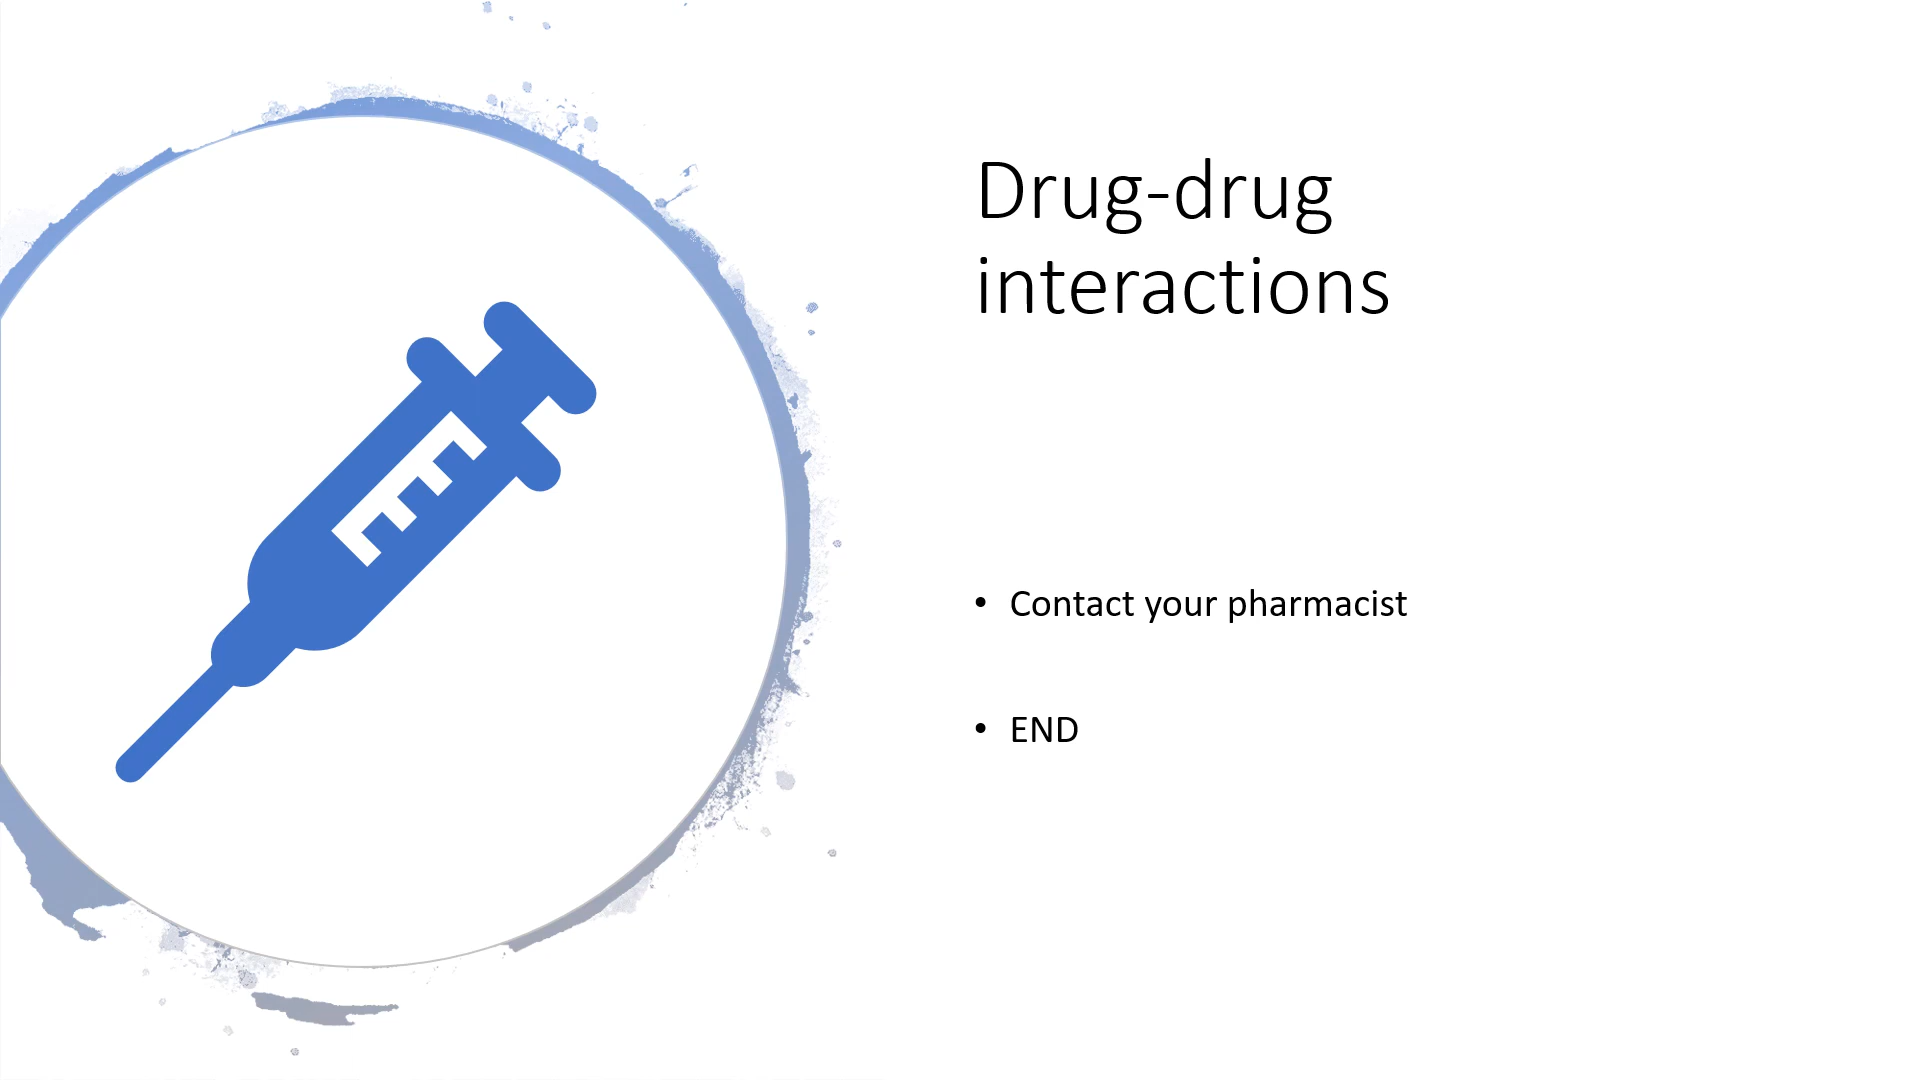 Drug-drug
interactions
• Contact your pharmacist
• END